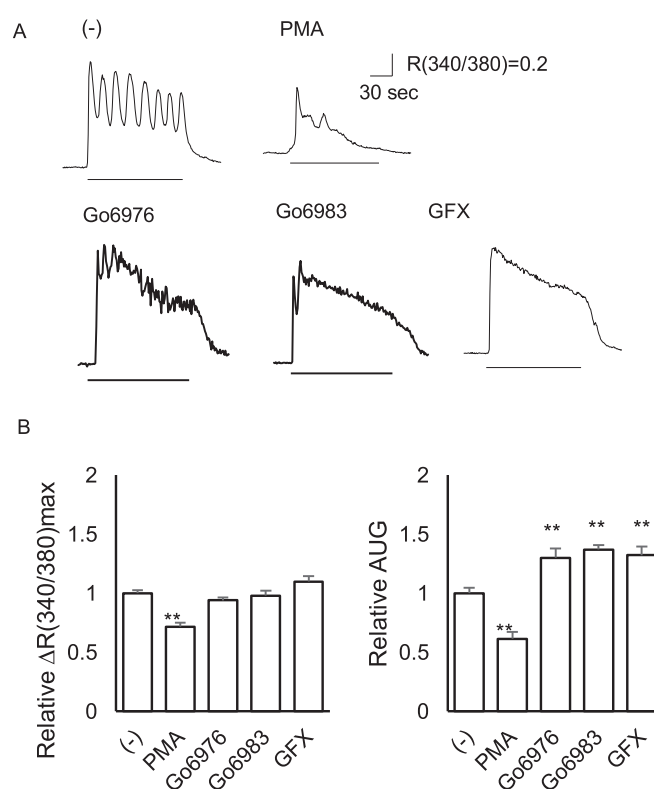 A
(-)
PMA
R(340/380)=0.2
30 sec
Go6976
Go6983
GFX
B
Relative ΔR(340/380)max
2
1.5
1
0.5
0
**
(-)
PMA
Go6976
Go6983
GFX
Relative AUG
2
1.5
1
0.5
0
**
**
**
**
(-)
PMA
Go6976
Go6983
GFX